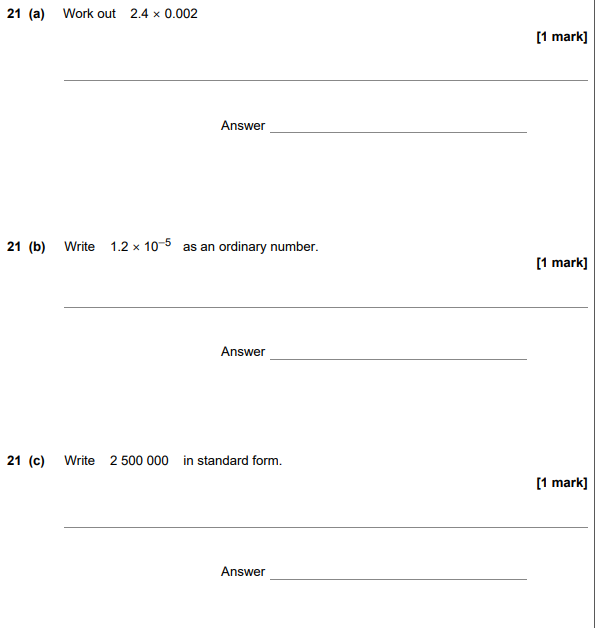 21 (a) Work out 2.4 × 0.002
[1 mark]
Answer
21 (b) Write 1.2 × 10⁻⁵ as an ordinary number.
[1 mark]
Answer
21 (c) Write 2 500 000 in standard form.
[1 mark]
Answer